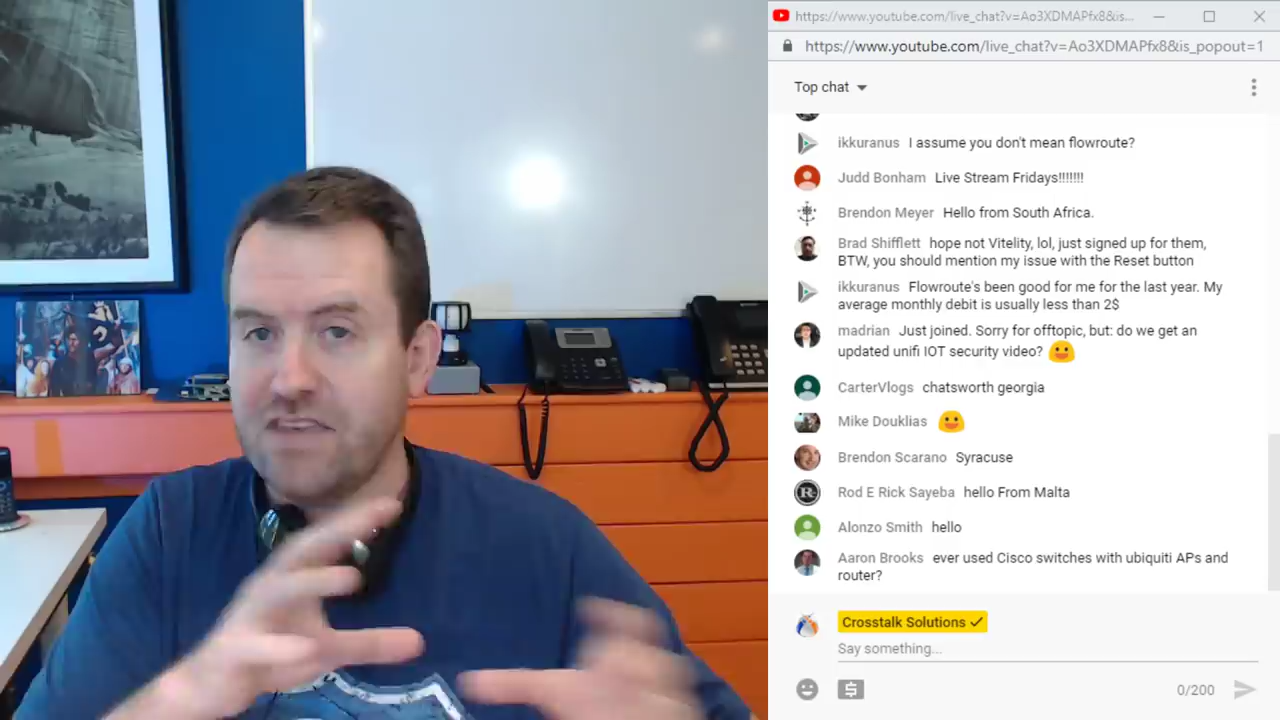 https://www.youtube.com/live_chat?v=Ao3XDMAPfx8&is...
https://www.youtube.com/live_chat?v=Ao3XDMAPfx8&is_popout=1
Top chat
ikkuranus I assume you don't mean flowroute?
Judd Bonham Live Stream Fridays!!!!!!!
Brendon Meyer Hello from South Africa.
Brad Shifflett hope not Vitelity, lol, just signed up for them,
BTW, you should mention my issue with the Reset button
ikkuranus Flowroute's been good for me for the last year. My
average monthly debit is usually less than 2$
madrian Just joined. Sorry for offtopic, but: do we get an
updated unifi IOT security video?
CarterVlogs chatsworth georgia
Mike Douklias
Brendon Scarano Syracuse
Rod E Rick Sayeba hello From Malta
Alonzo Smith hello
Aaron Brooks ever used Cisco switches with ubiquiti APs and
router?
Crosstalk Solutions
Say something...
0/200